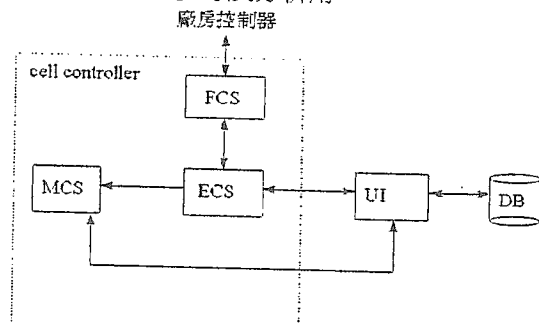 廠房控制器
cell controller
FCS
MCS
ECS
UI
DB